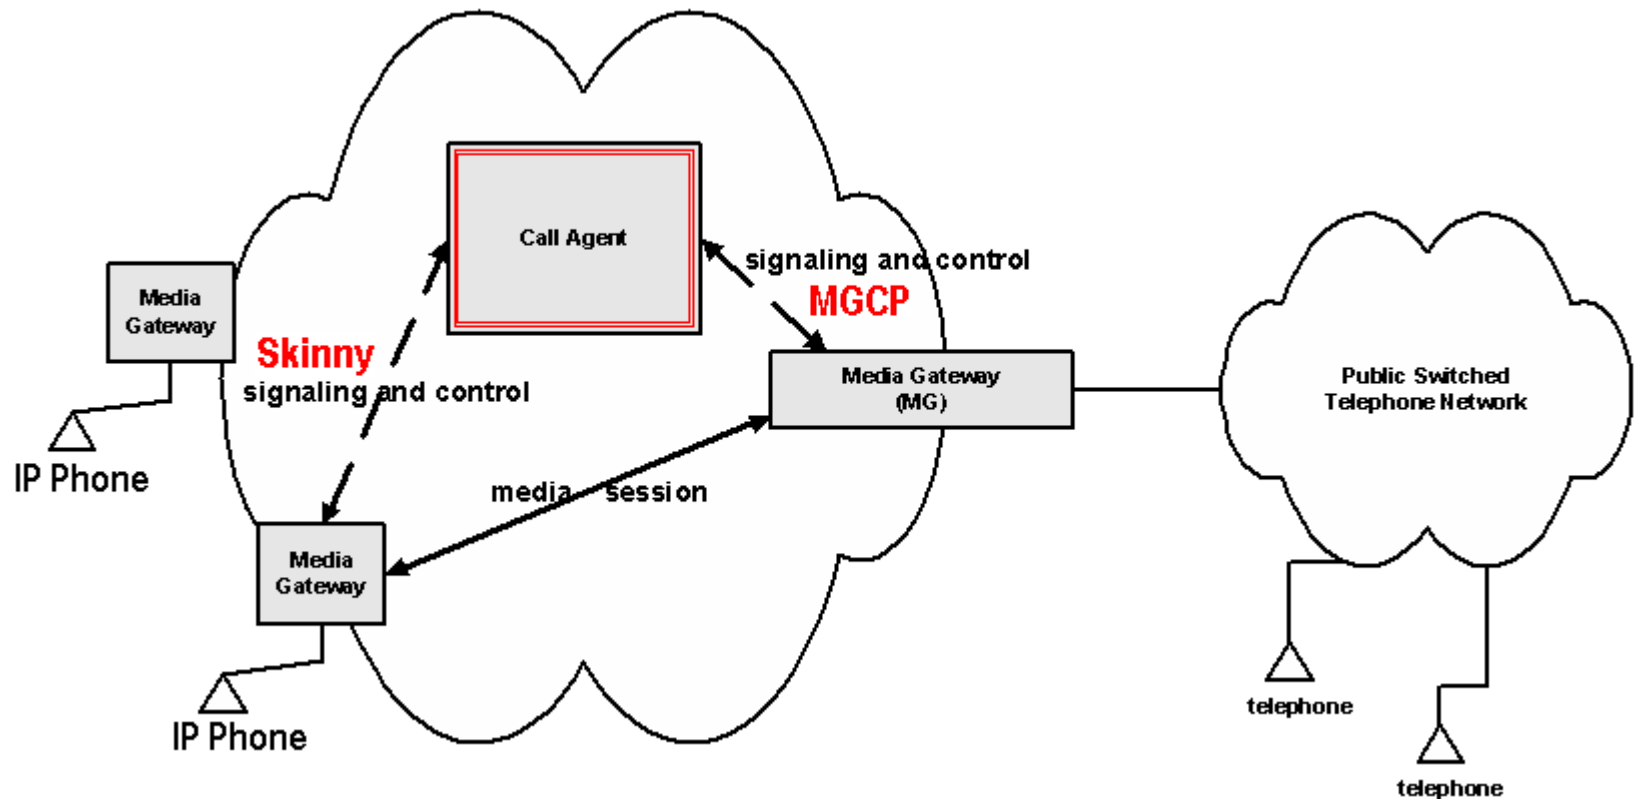 Call Agent
signaling and control
MGCP
Media
Gateway
Skinny
signaling and control
Media Gateway
(MG)
Public Switched
Telephone Network
IP Phone
media session
Media
Gateway
IP Phone
telephone
telephone